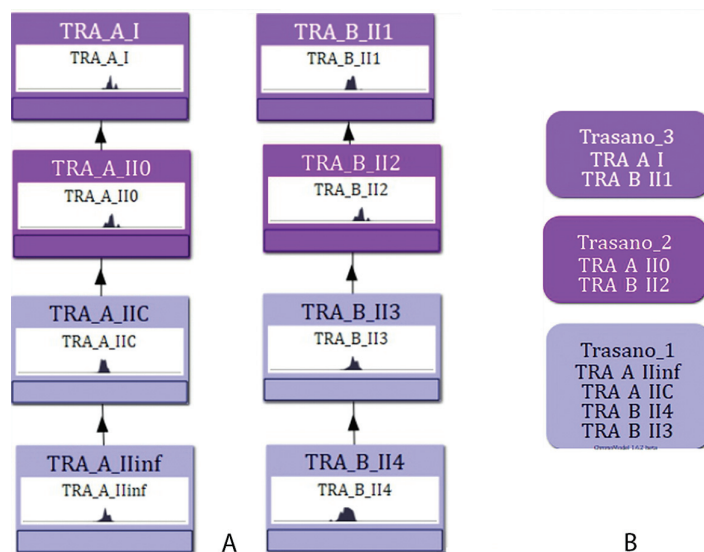 TRA_A_I
TRA_A_I
TRA_A_II0
TRA_A_II0
TRA_A_IIC
TRA_A_IIC
TRA_A_IIinf
TRA_A_IIinf
TRA_B_II1
TRA_B_II1
TRA_B_II2
TRA_B_II2
TRA_B_II3
TRA_B_II3
TRA_B_II4
TRA_B_II4
A
Trasano_3
TRA A I
TRA B II1
Trasano_2
TRA A II0
TRA B II2
Trasano_1
TRA A IIinf
TRA A IIC
TRA B II4
TRA B II3
B